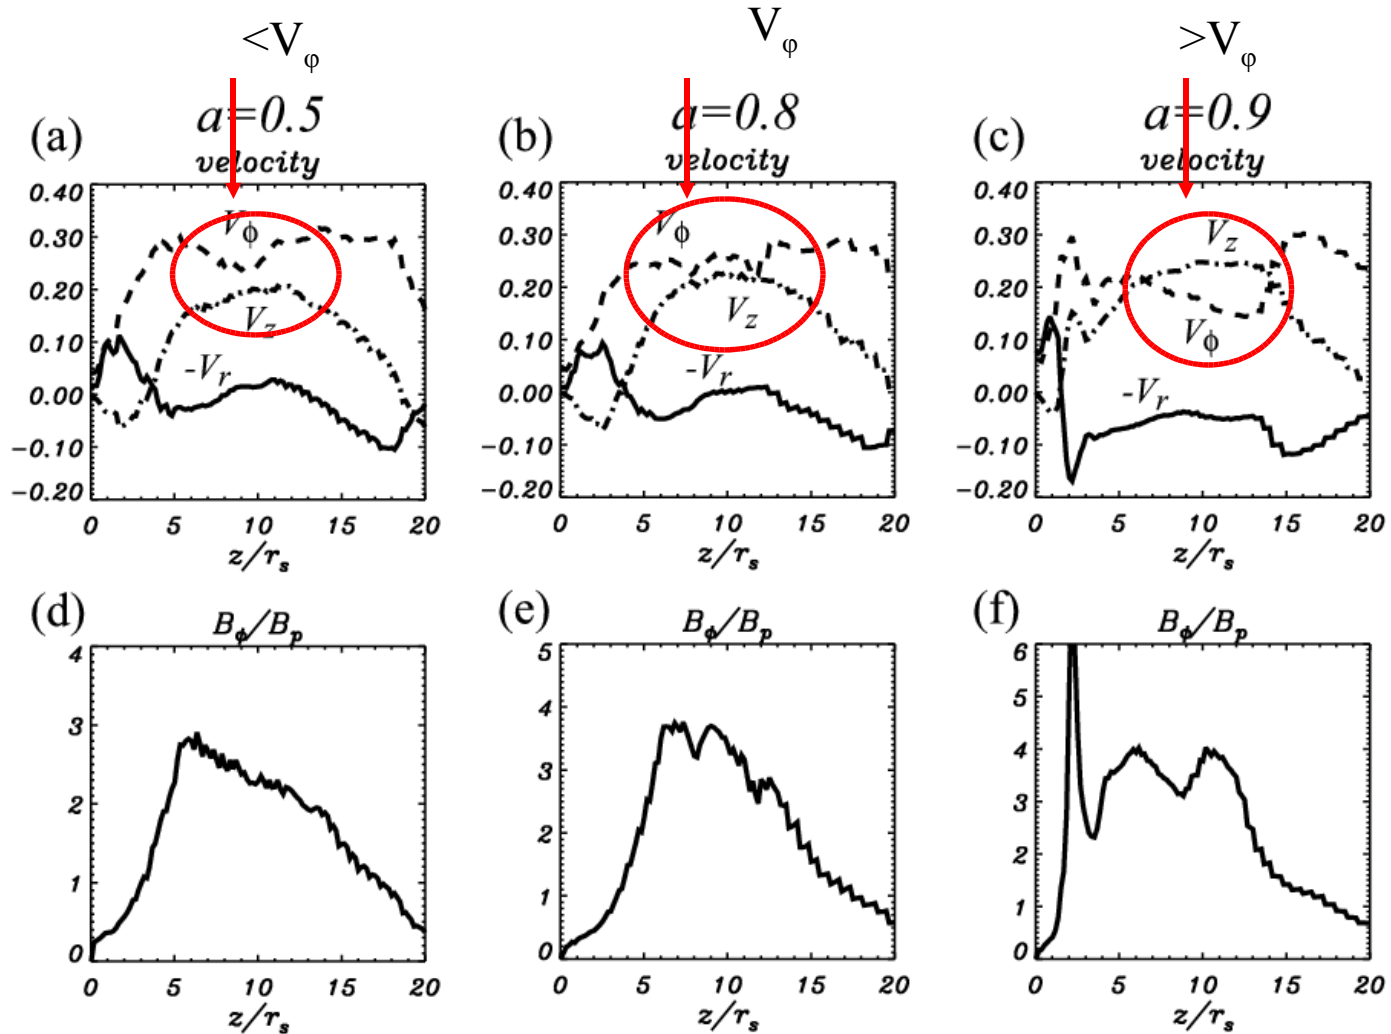 <Vφ Vφ >Vφ
(a) a=0.5 (b) a=0.8 (c) a=0.9
velocity velocity velocity
0.40 0.40 0.40
0.30 0.30 0.30
0.20 0.20 0.20
0.10 0.10 0.10
0.00 0.00 0.00
−0.10 −0.10 −0.10
−0.20 −0.20 −0.20
Vϕ Vϕ Vz
Vz Vz Vϕ
-Vr -Vr -Vr
0 5 10 15 20 0 5 10 15 20 0 5 10 15 20
z/rs z/rs z/rs
(d) (e) (f)
Bϕ/Bp Bϕ/Bp Bϕ/Bp
4 5 6
3 4 5
2 3 4
1 2 3
0 1 2
0 1
0
0 5 10 15 20 0 5 10 15 20 0 5 10 15 20
z/rs z/rs z/rs